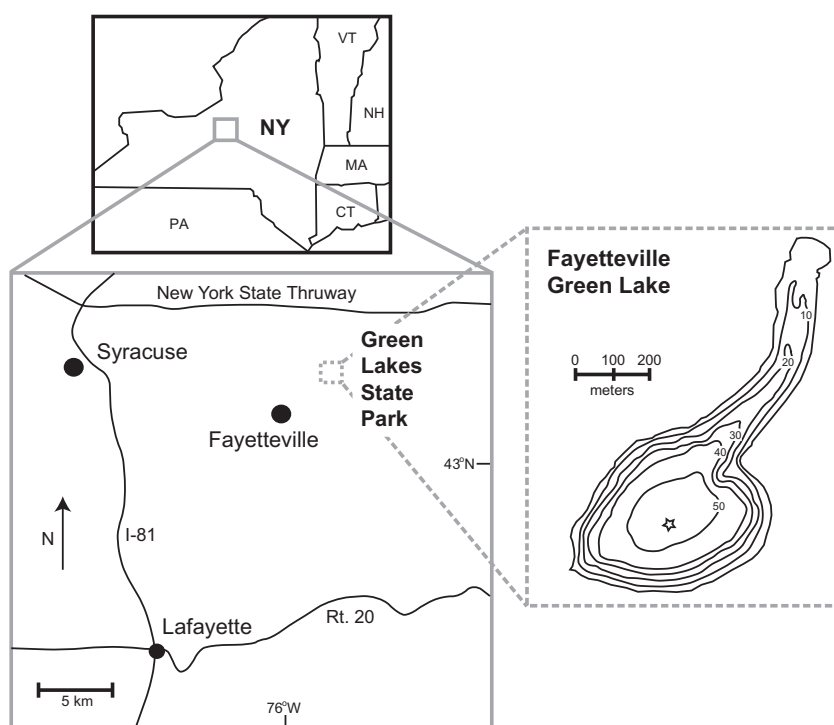 VT
NH
NY
MA
CT
PA
New York State Thruway
Syracuse
Green
Lakes
State
Park
Fayetteville
43°N
N
I-81
Lafayette
Rt. 20
5 km
76°W
Fayetteville
Green Lake
0 100 200
meters
10
20
30
40
50